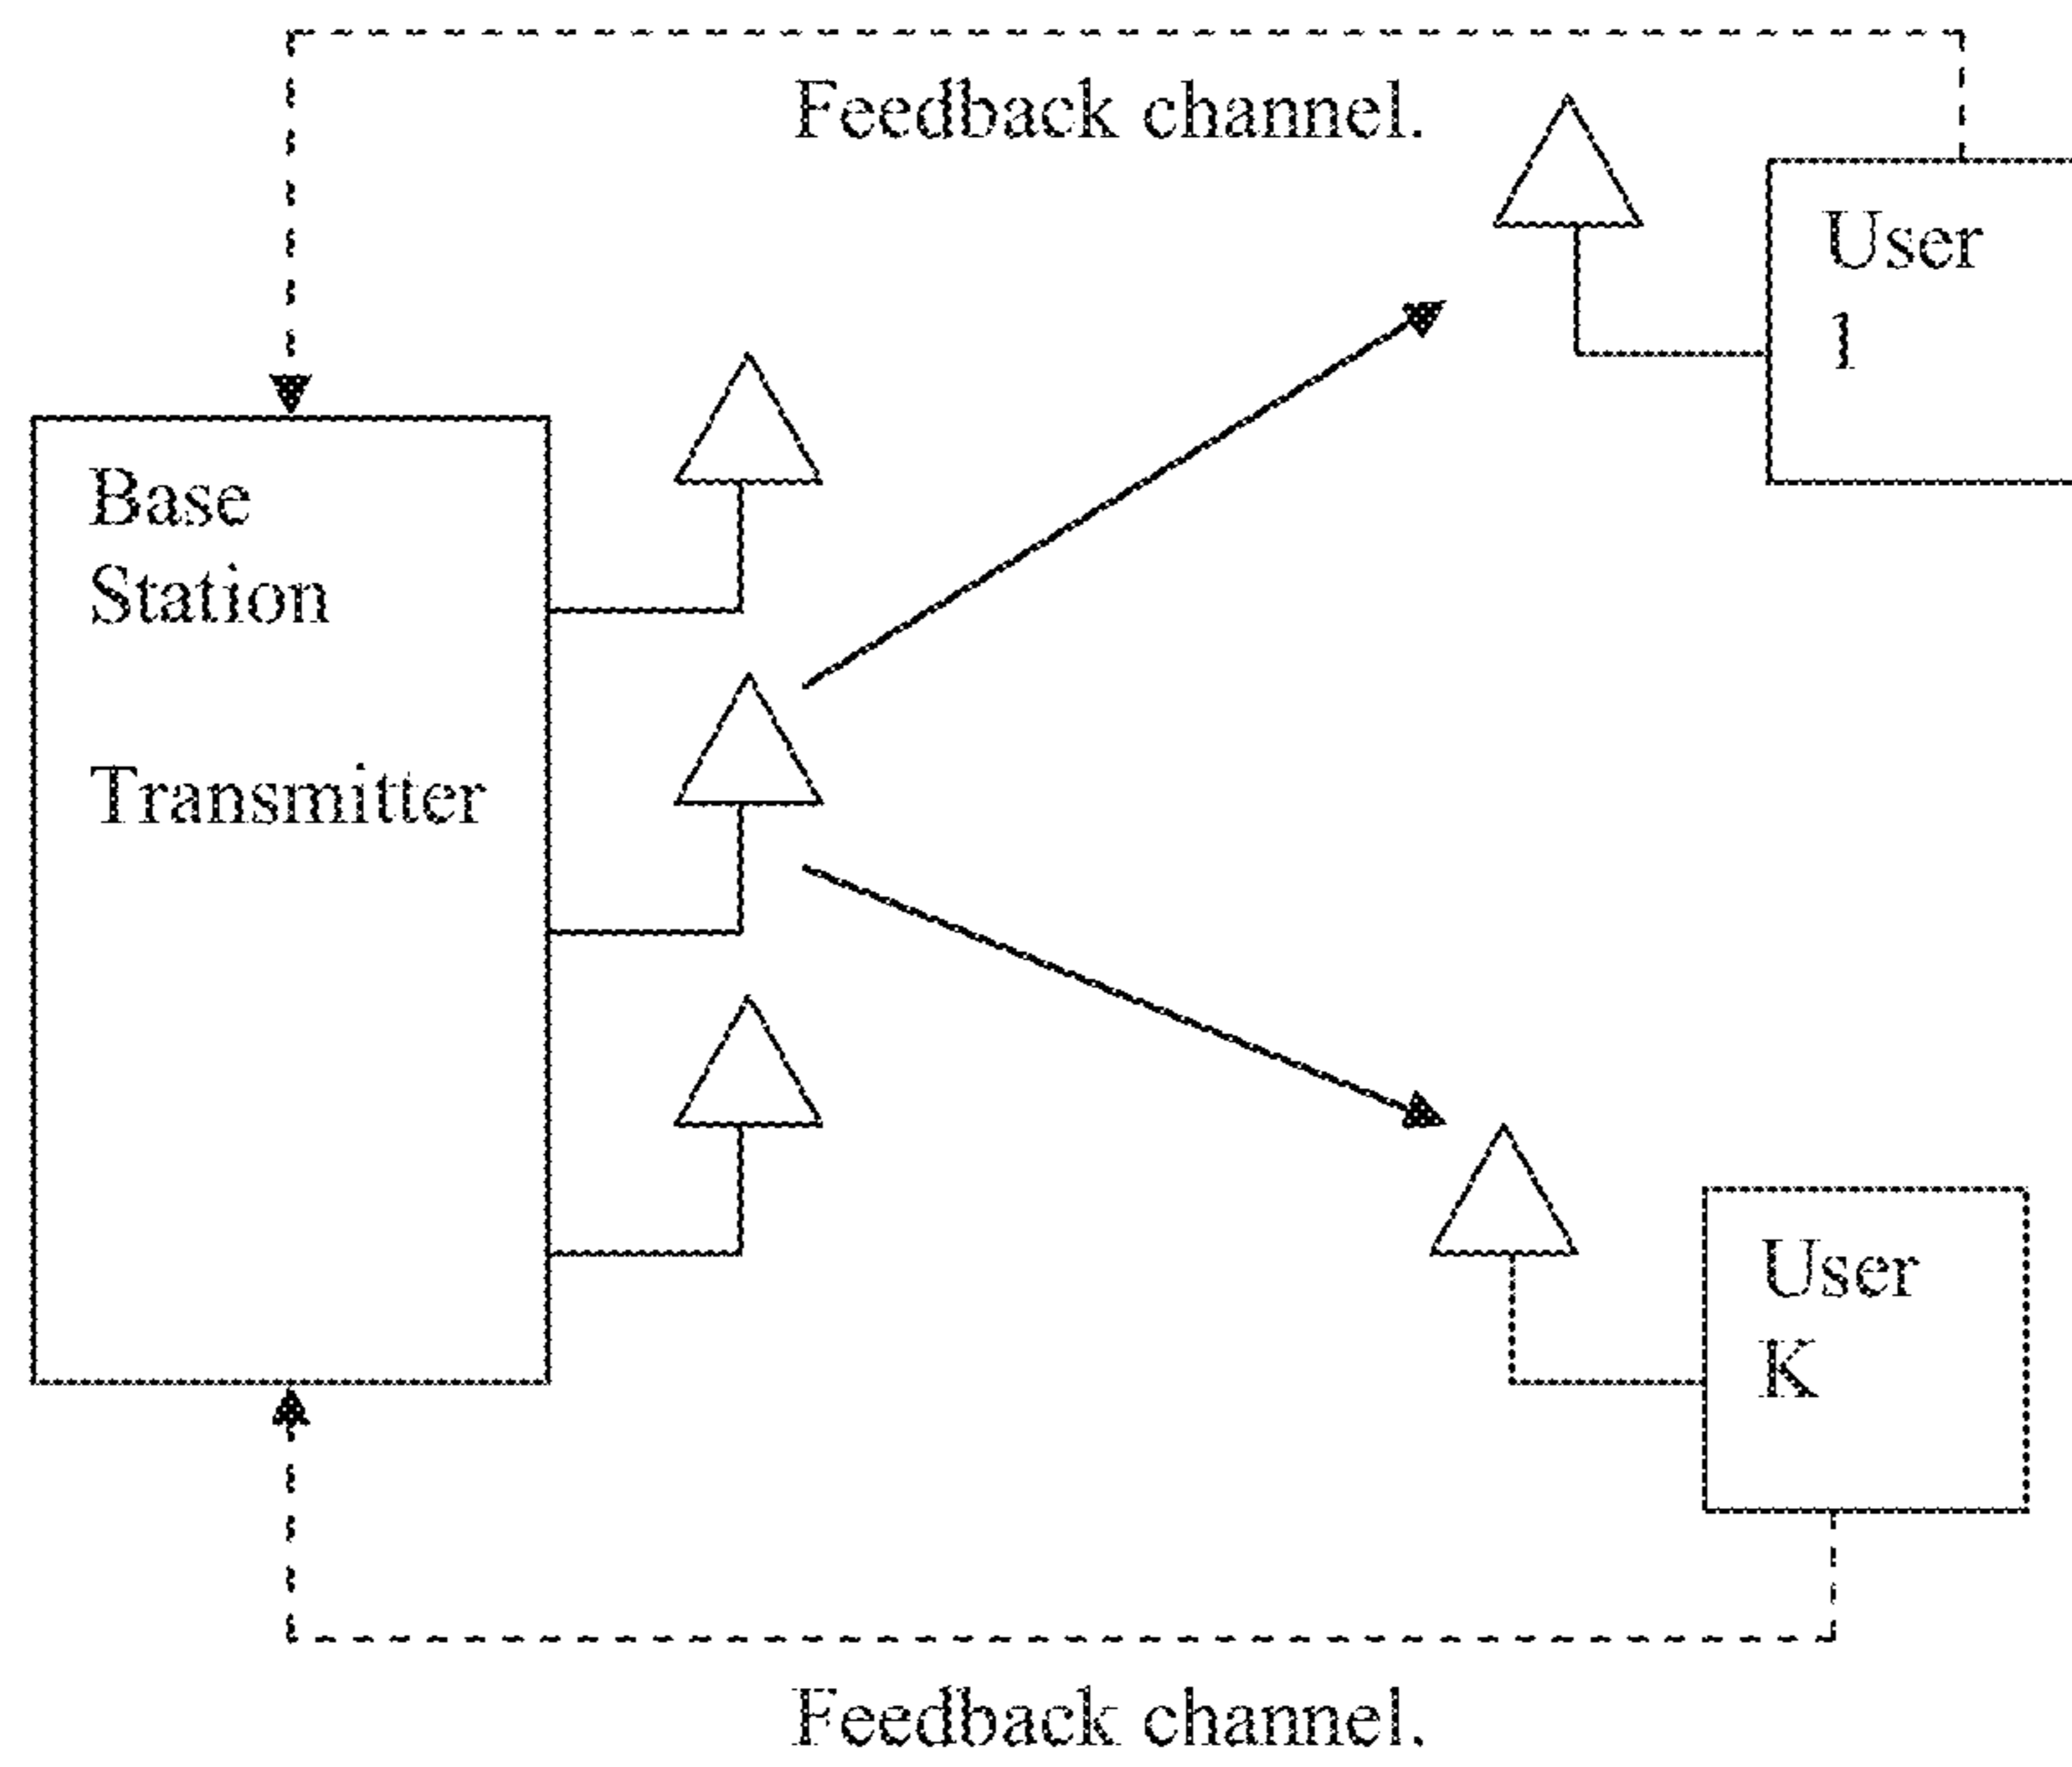 Feedback channel.
User
1
Base
Station
Transmitter
User
K
Feedback channel.